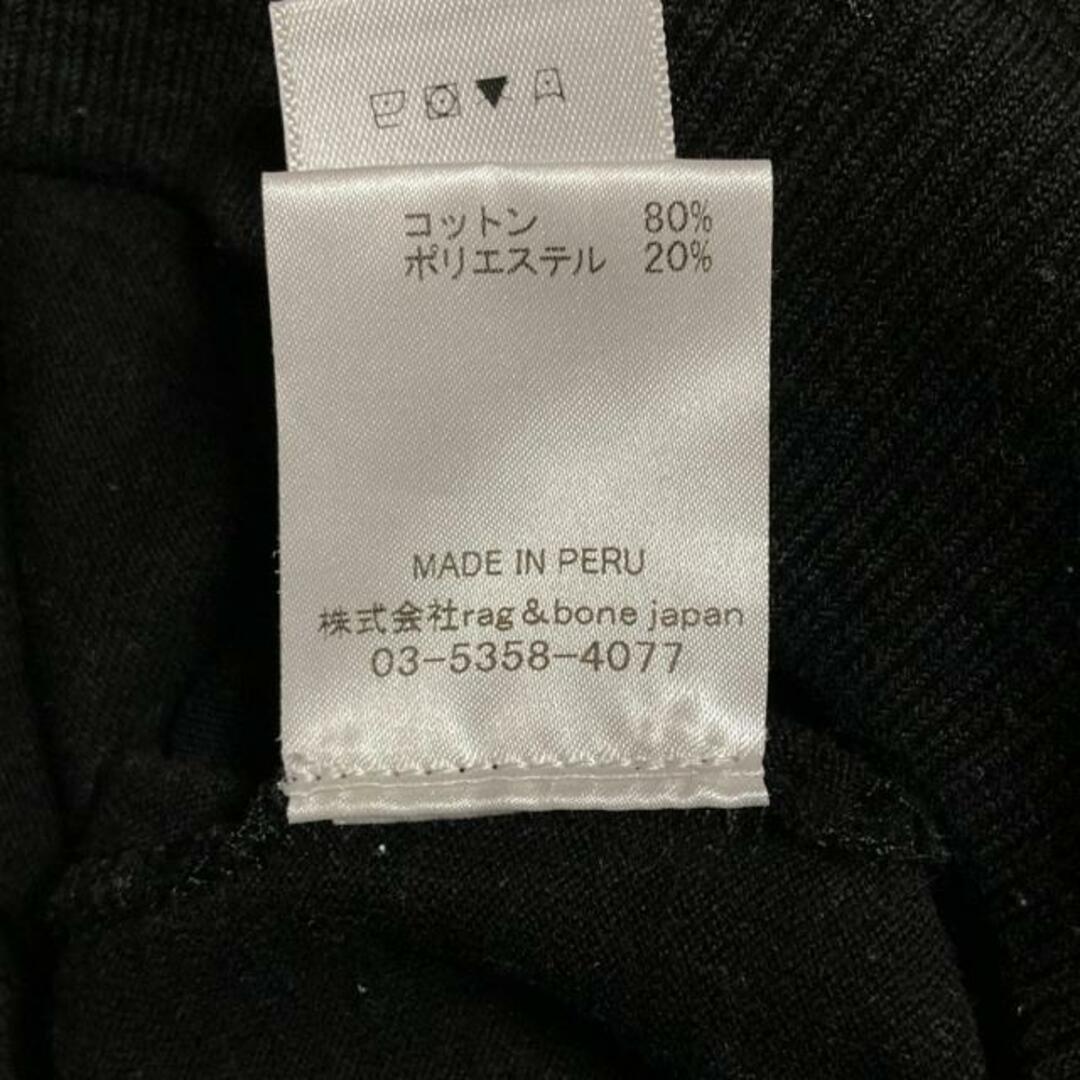 コットン 80%
ポリエステル 20%
MADE IN PERU
株式会社rag&bone japan
03-5358-4077